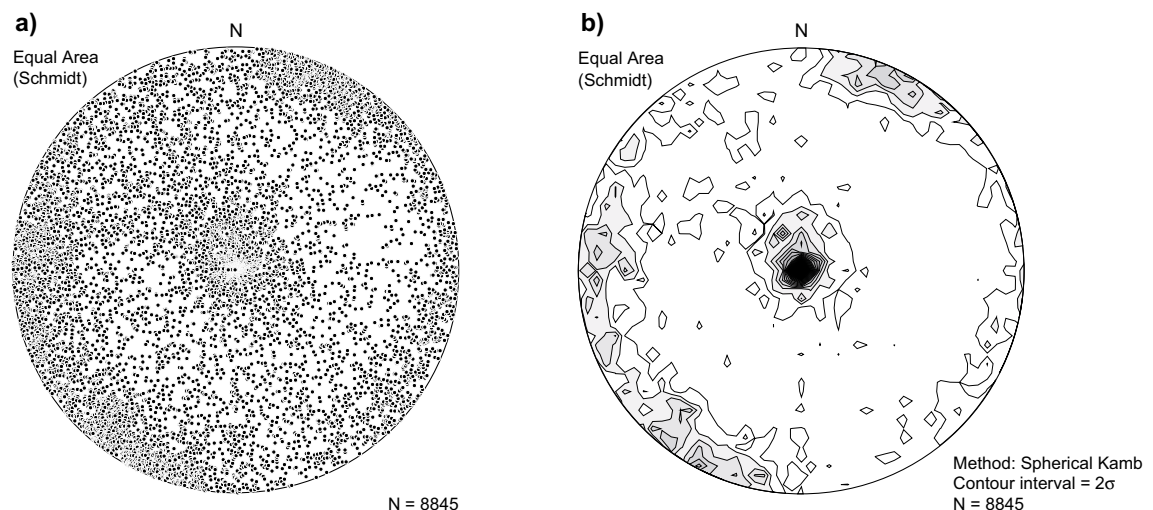 a)
N
Equal Area
(Schmidt)
N = 8845
b)
N
Equal Area
(Schmidt)
Method: Spherical Kamb
Contour interval = 2σ
N = 8845